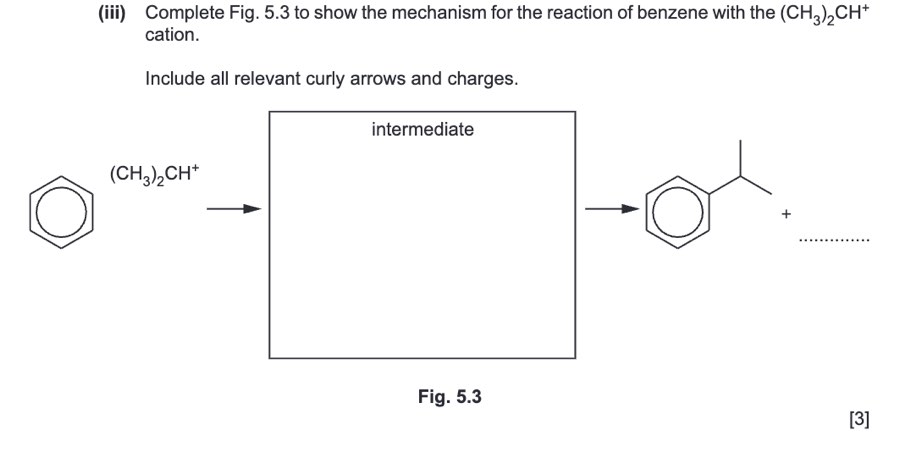 (iii) Complete Fig. 5.3 to show the mechanism for the reaction of benzene with the (CH₃)₂CH⁺
cation.
Include all relevant curly arrows and charges.
intermediate
(CH₃)₂CH⁺
+
..............
Fig. 5.3
[3]